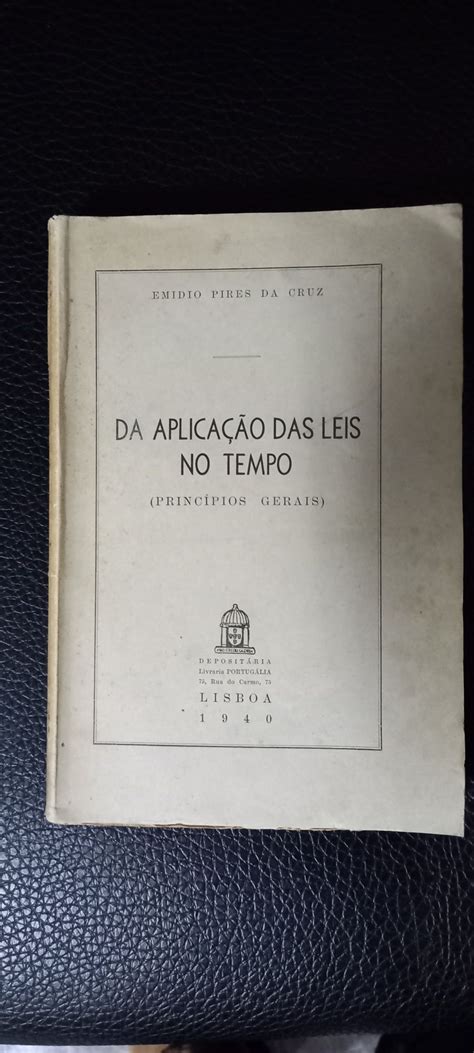 EMIDIO PIRES DA CRUZ
DA APLICAÇÃO DAS LEIS
NO TEMPO
(PRINCÍPIOS GERAIS)
DEPOSITÁRIA
Livraria PORTUGÁLIA
75, Rua do Carmo, 75
LISBOA
1940